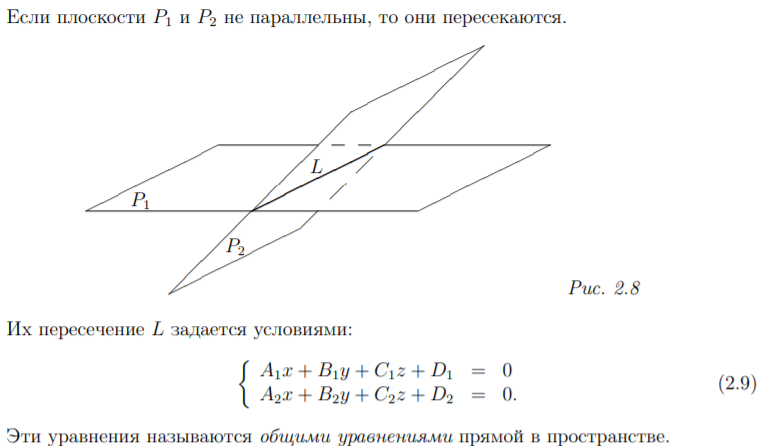 Если плоскости P₁ и P₂ не параллельны, то они пересекаются.
L
P₁
P₂
Рис. 2.8
Их пересечение L задается условиями:
A₁x + B₁y + C₁z + D₁ = 0
A₂x + B₂y + C₂z + D₂ = 0.
(2.9)
Эти уравнения называются общими уравнениями прямой в пространстве.